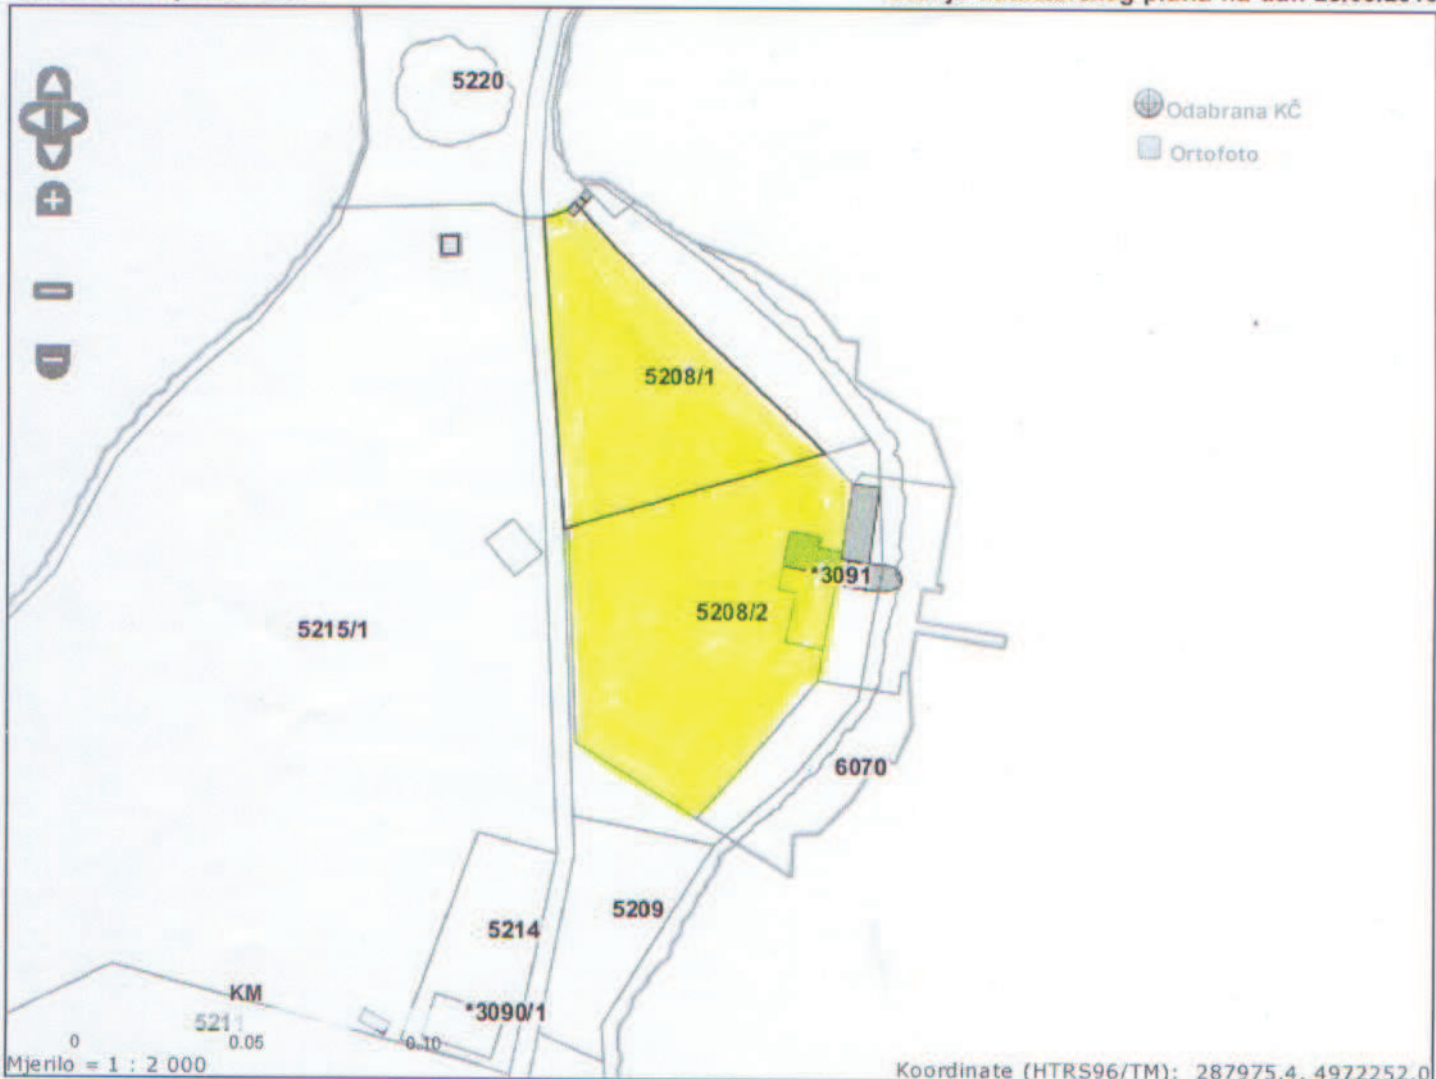 5220
Odabrana KČ
Ortofoto
5208/1
*3091
5208/2
5215/1
6070
5209
5214
KM
*3090/1
0
0.05
0.10
Mjerilo = 1 : 2 000
Koordinate (HTRS96/TM): 287975.4, 4972252.0